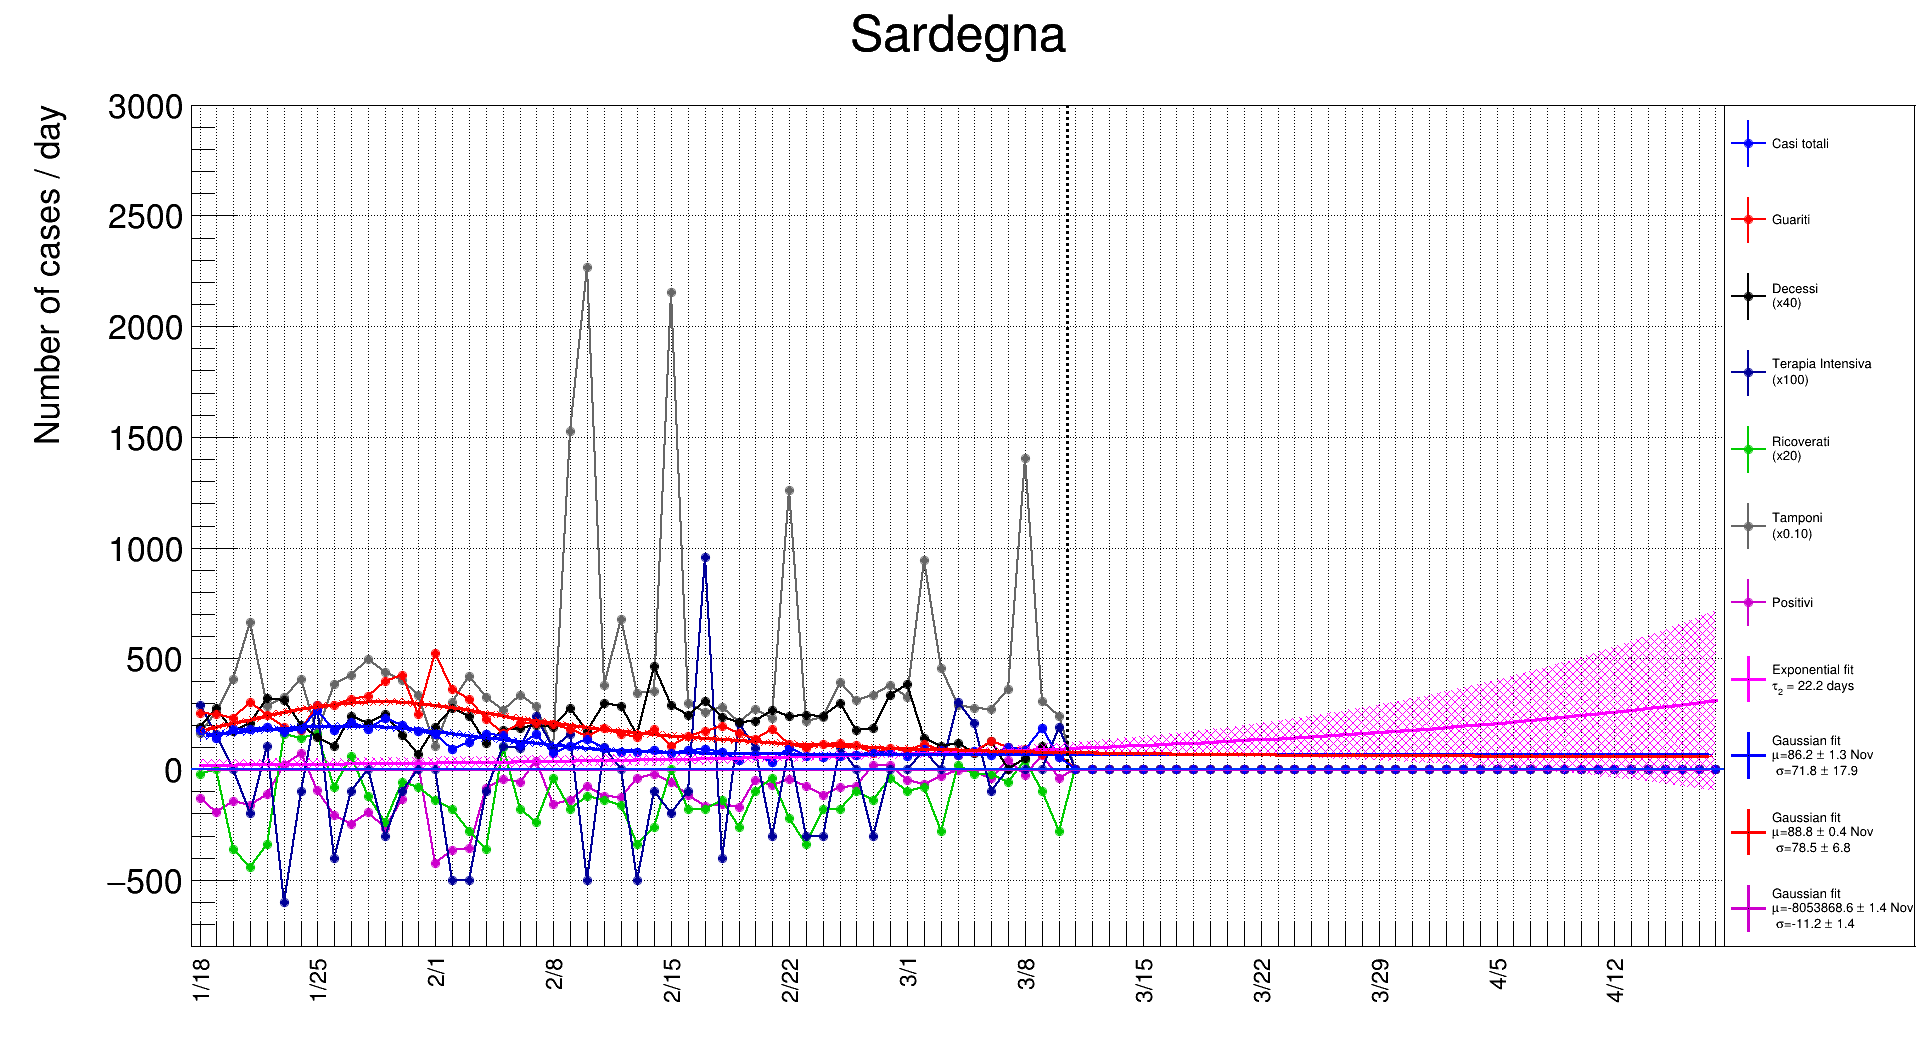 Sardegna
Number of cases / day
3000
2500
2000
1500
1000
500
0
−500
1/18
1/25
2/1
2/8
2/15
2/22
3/1
3/8
3/15
3/22
3/29
4/5
4/12
Casi totali
Guariti
Decessi
(x40)
Terapia Intensiva
(x100)
Ricoverati
(x20)
Tamponi
(x0.10)
Positivi
Exponential fit
τ2 = 22.2 days
Gaussian fit
μ=86.2 ± 1.3 Nov
σ=71.8 ± 17.9
Gaussian fit
μ=88.8 ± 0.4 Nov
σ=78.5 ± 6.8
Gaussian fit
μ=-8053868.6 ± 1.4 Nov
σ=-11.2 ± 1.4